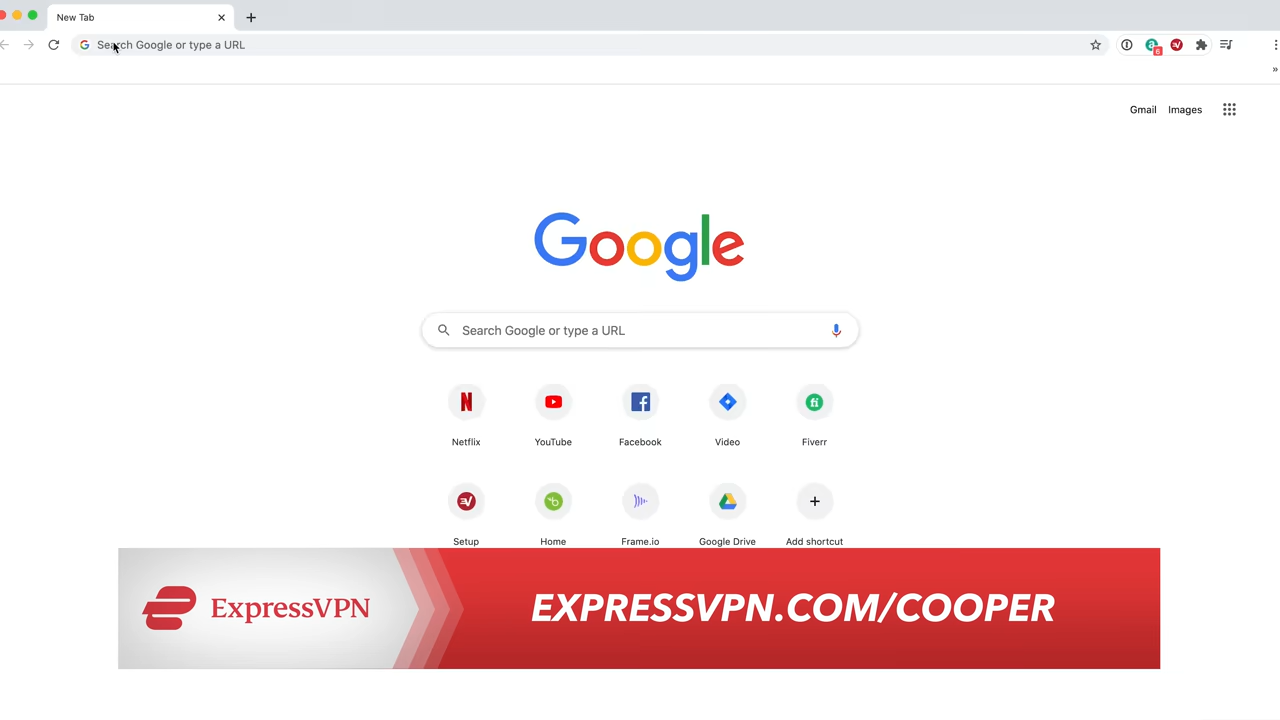 New Tab
Search Google or type a URL
6
Gmail Images
Google
Search Google or type a URL
Netflix YouTube Facebook Video Fiverr
Setup Home Frame.io Google Drive Add shortcut
ExpressVPN EXPRESSVPN.COM/COOPER